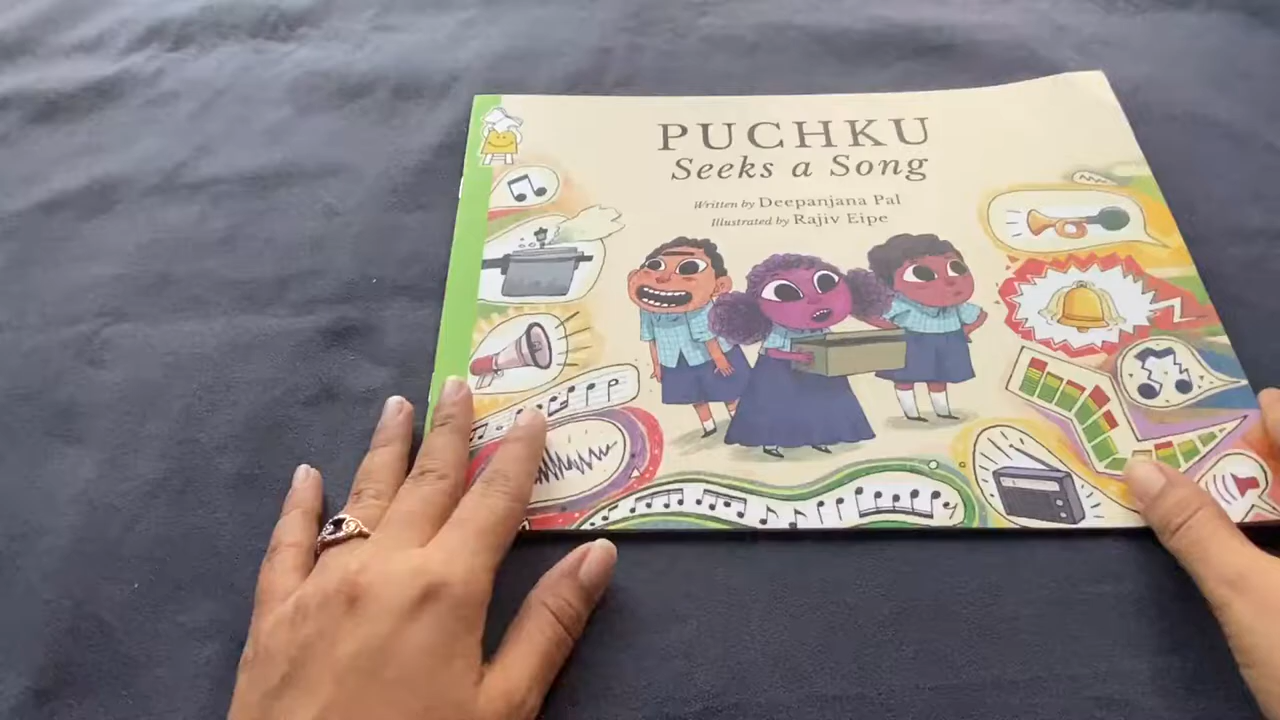 PUCHKU
Seeks a Song
Written by Deepanjana Pal
Illustrated by Rajiv Eipe